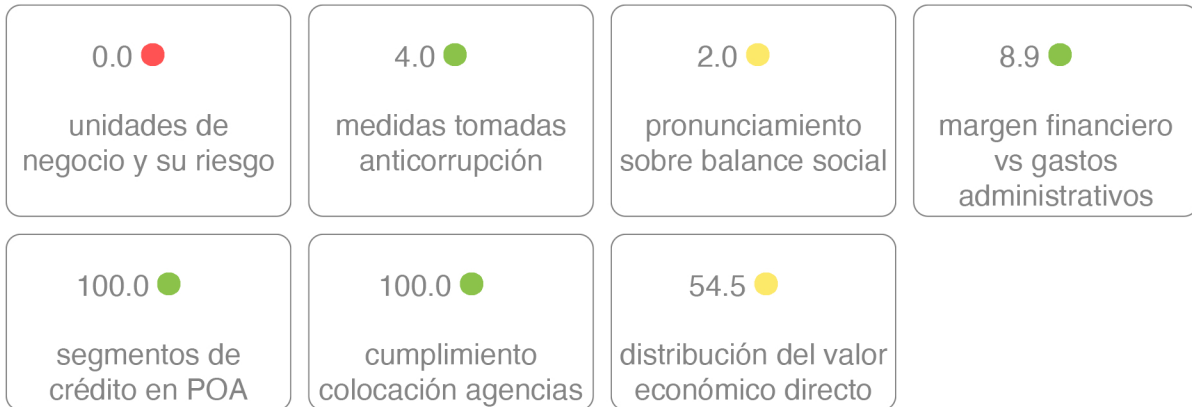 0.0
unidades de
negocio y su riesgo
4.0
medidas tomadas
anticorrupción
2.0
pronunciamiento
sobre balance social
8.9
margen financiero
vs gastos
administrativos
100.0
segmentos de
crédito en POA
100.0
cumplimiento
colocación agencias
54.5
distribución del valor
económico directo